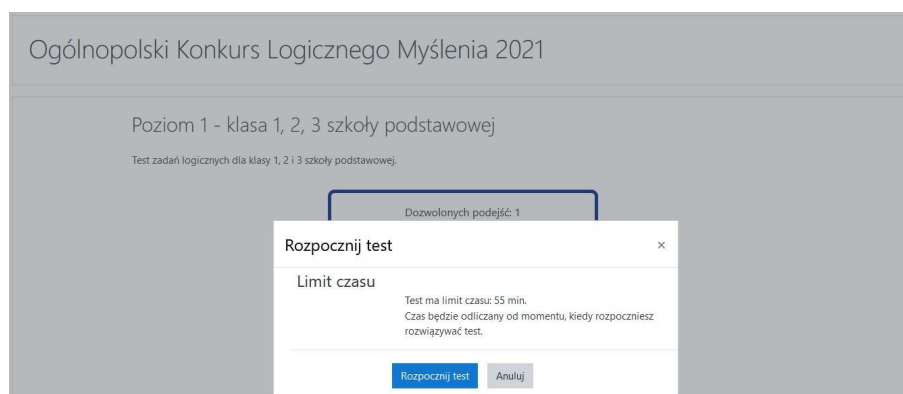 Ogólnopolski Konkurs Logicznego Myślenia 2021
Poziom 1 - klasa 1, 2, 3 szkoły podstawowej
Test zadań logicznych dla klasy 1, 2 i 3 szkoły podstawowej.
Dozwolonych podejść: 1
Rozpocznij test ×
Limit czasu
Test ma limit czasu: 55 min.
Czas będzie odliczany od momentu, kiedy rozpoczniesz
rozwiązywać test.
Rozpocznij test Anuluj